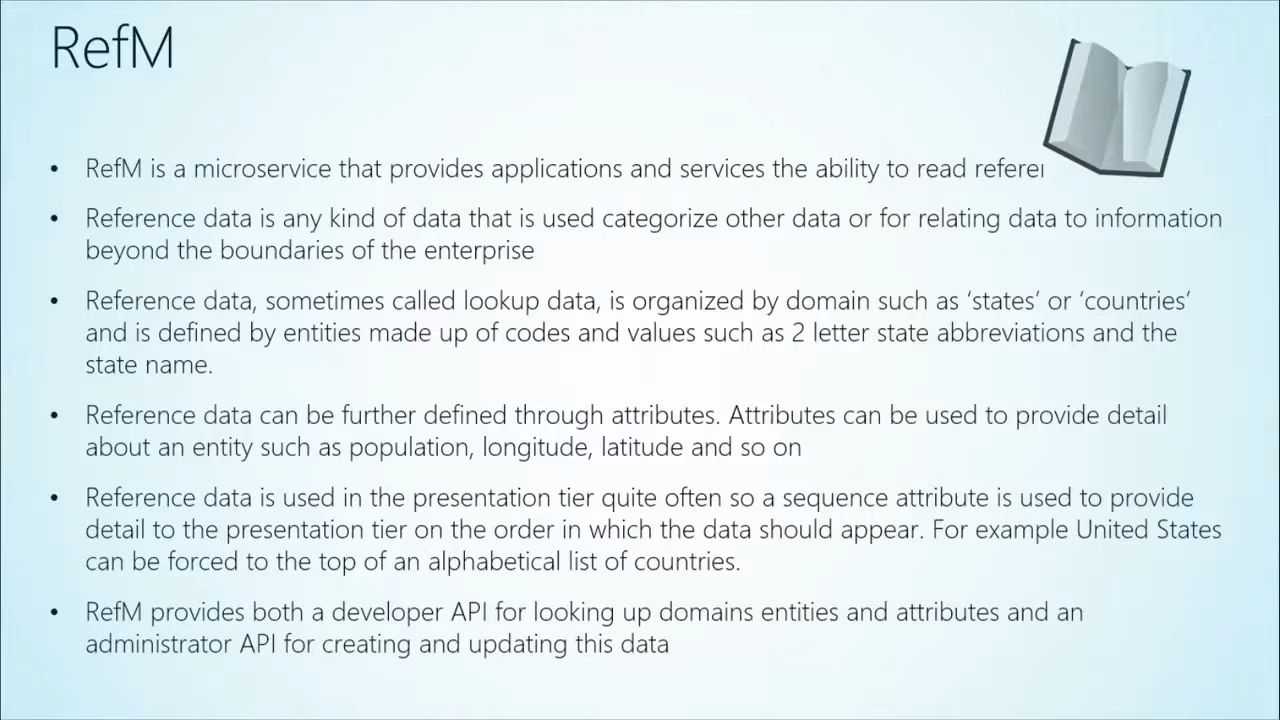 RefM
• RefM is a microservice that provides applications and services the ability to read
• Reference data is any kind of data that is used categorize other data or for relating data to information
beyond the boundaries of the enterprise
• Reference data, sometimes called lookup data, is organized by domain such as ‘states’ or ‘countries’
and is defined by entities made up of codes and values such as 2 letter state abbreviations and the
state name.
• Reference data can be further defined through attributes. Attributes can be used to provide detail
about an entity such as population, longitude, latitude and so on
• Reference data is used in the presentation tier quite often so a sequence attribute is used to provide
detail to the presentation tier on the order in which the data should appear. For example United States
can be forced to the top of an alphabetical list of countries.
• RefM provides both a developer API for looking up domains entities and attributes and an
administrator API for creating and updating this data